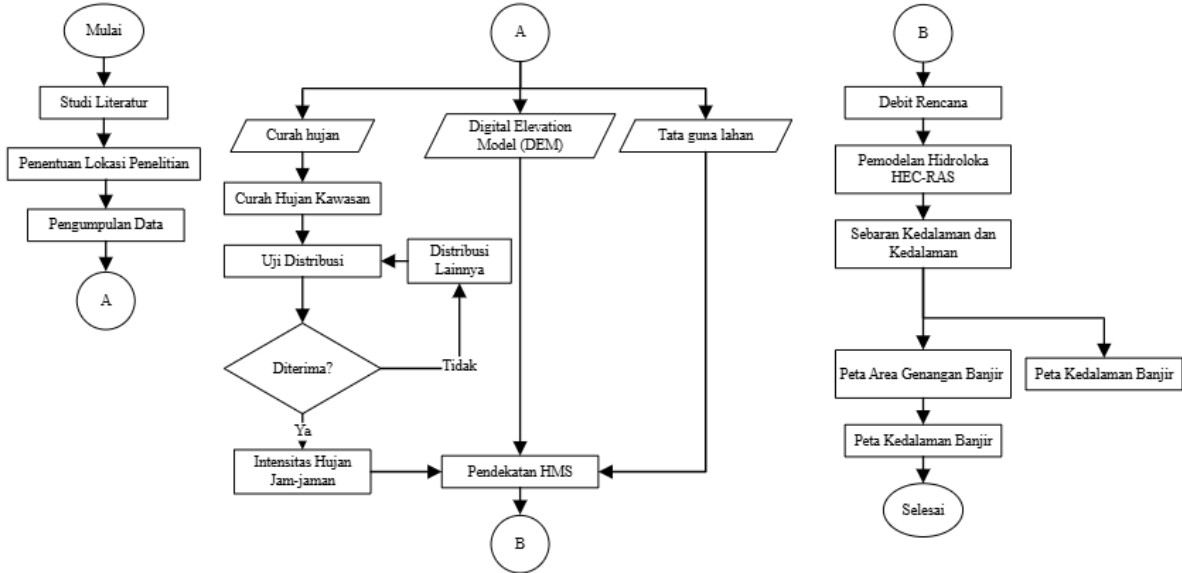 Mulai
Studi Literatur
Penentuan Lokasi Penelitian
Pengumpulan Data
A
A
Curah hujan
Digital Elevation
Model (DEM)
Tata guna lahan
Curah Hujan Kawasan
Uji Distribusi
Distribusi
Lainnya
Diterima?
Tidak
Ya
Intensitas Hujan
Jam-jaman
Pendekatan HMS
B
B
Debit Rencana
Pemodelan Hidroloka
HEC-RAS
Sebaran Kedalaman dan
Kedalaman
Peta Area Genangan Banjir
Peta Kedalaman Banjir
Peta Kedalaman Banjir
Selesai